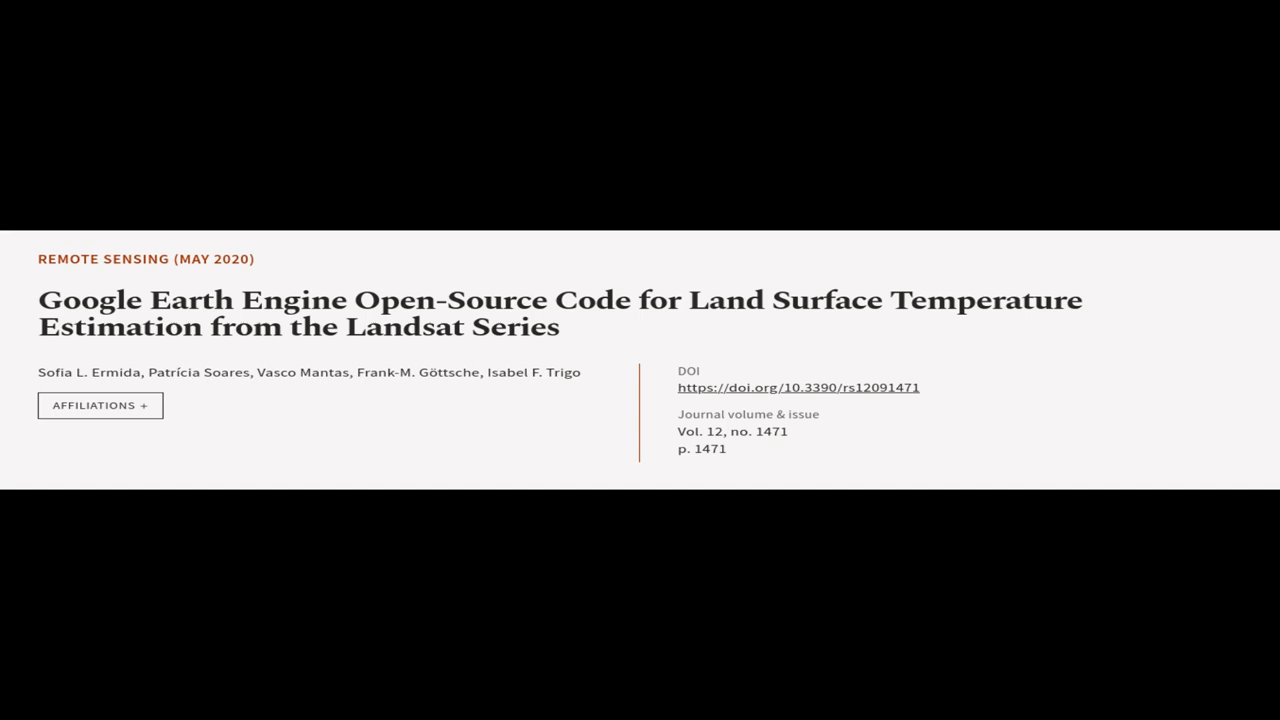 REMOTE SENSING (MAY 2020)
Google Earth Engine Open-Source Code for Land Surface Temperature
Estimation from the Landsat Series
Sofia L. Ermida, Patrícia Soares, Vasco Mantas, Frank-M. Göttsche, Isabel F. Trigo
AFFILIATIONS +
DOI
https://doi.org/10.3390/rs12091471
Journal volume & issue
Vol. 12, no. 1471
p. 1471